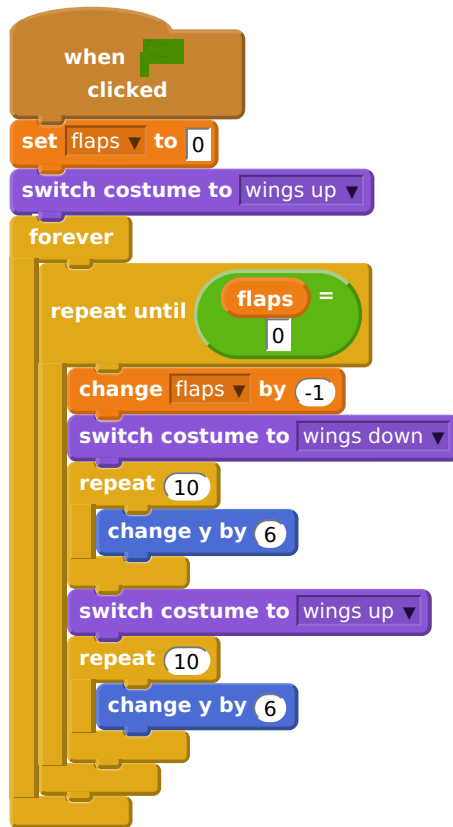 when
clicked
set flaps ▾ to 0
switch costume to wings up ▾
forever
repeat until flaps =
0
change flaps ▾ by -1
switch costume to wings down ▾
repeat 10
change y by 6
switch costume to wings up ▾
repeat 10
change y by 6